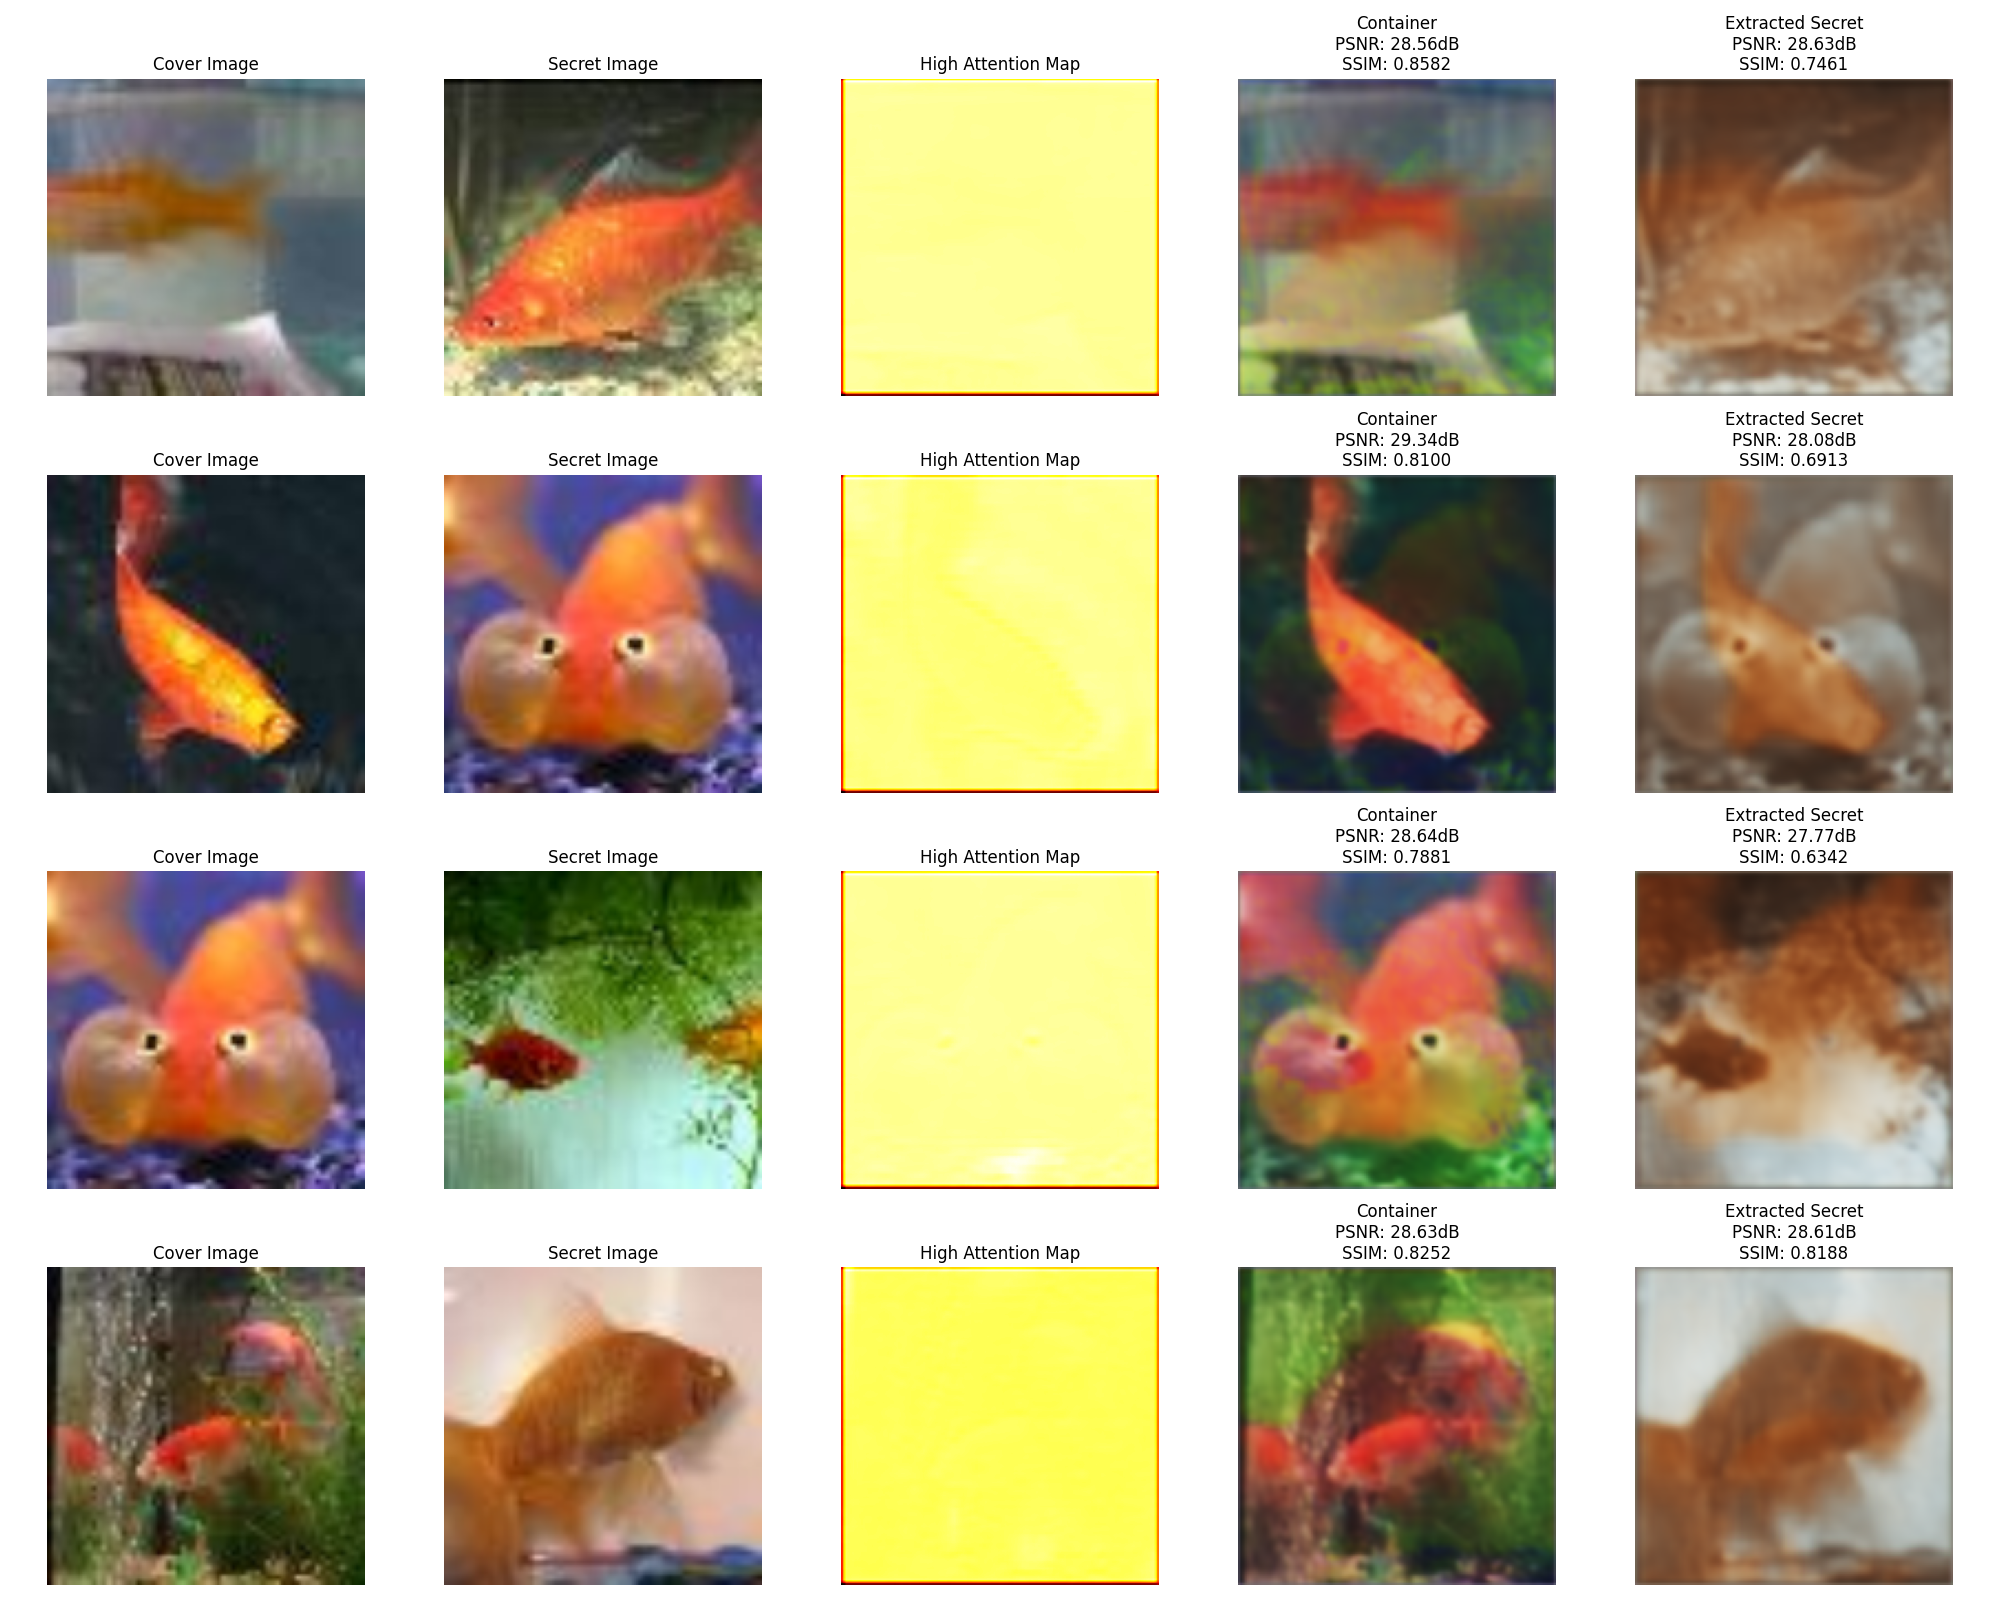 Cover Image
Secret Image
High Attention Map
Container
PSNR: 28.56dB
SSIM: 0.8582
Extracted Secret
PSNR: 28.63dB
SSIM: 0.7461
Cover Image
Secret Image
High Attention Map
Container
PSNR: 29.34dB
SSIM: 0.8100
Extracted Secret
PSNR: 28.08dB
SSIM: 0.6913
Cover Image
Secret Image
High Attention Map
Container
PSNR: 28.64dB
SSIM: 0.7881
Extracted Secret
PSNR: 27.77dB
SSIM: 0.6342
Cover Image
Secret Image
High Attention Map
Container
PSNR: 28.63dB
SSIM: 0.8252
Extracted Secret
PSNR: 28.61dB
SSIM: 0.8188